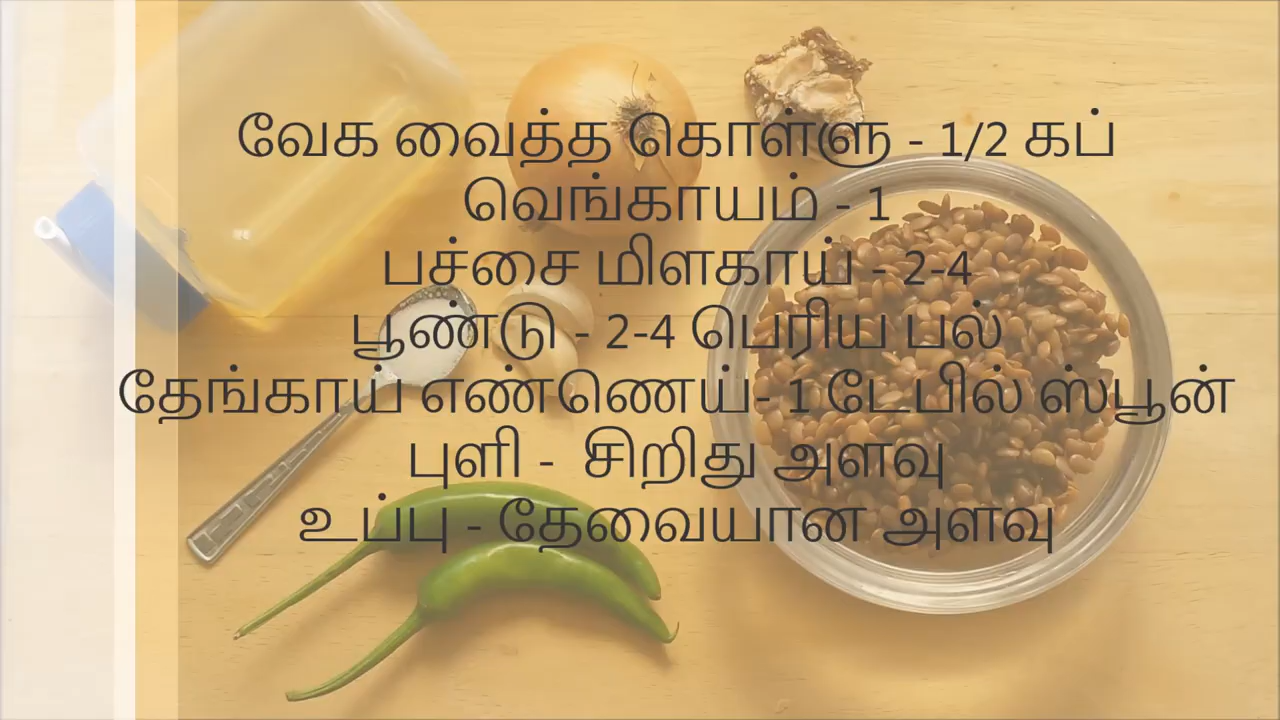 வேக வைத்த கொள்ளு - 1/2 கப்
வெங்காயம் - 1
பச்சை மிளகாய் - 2-4
பூண்டு - 2-4 பெரிய பல்
தேங்காய் எண்ணெய்- 1 டேபில் ஸ்பூன்
புளி - சிறிது அளவு
உப்பு - தேவையான அளவு